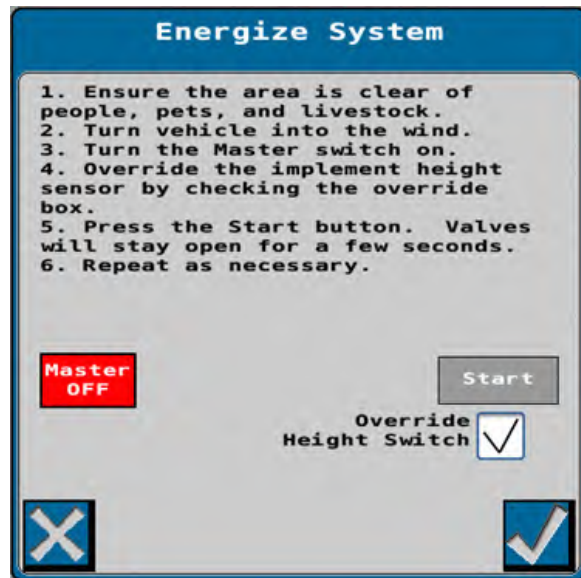 Energize System
1. Ensure the area is clear of
people, pets, and livestock.
2. Turn vehicle into the wind.
3. Turn the Master switch on.
4. Override the implement height
sensor by checking the override
box.
5. Press the Start button.  Valves
will stay open for a few seconds.
6. Repeat as necessary.
Master
OFF
Start
Override
Height Switch